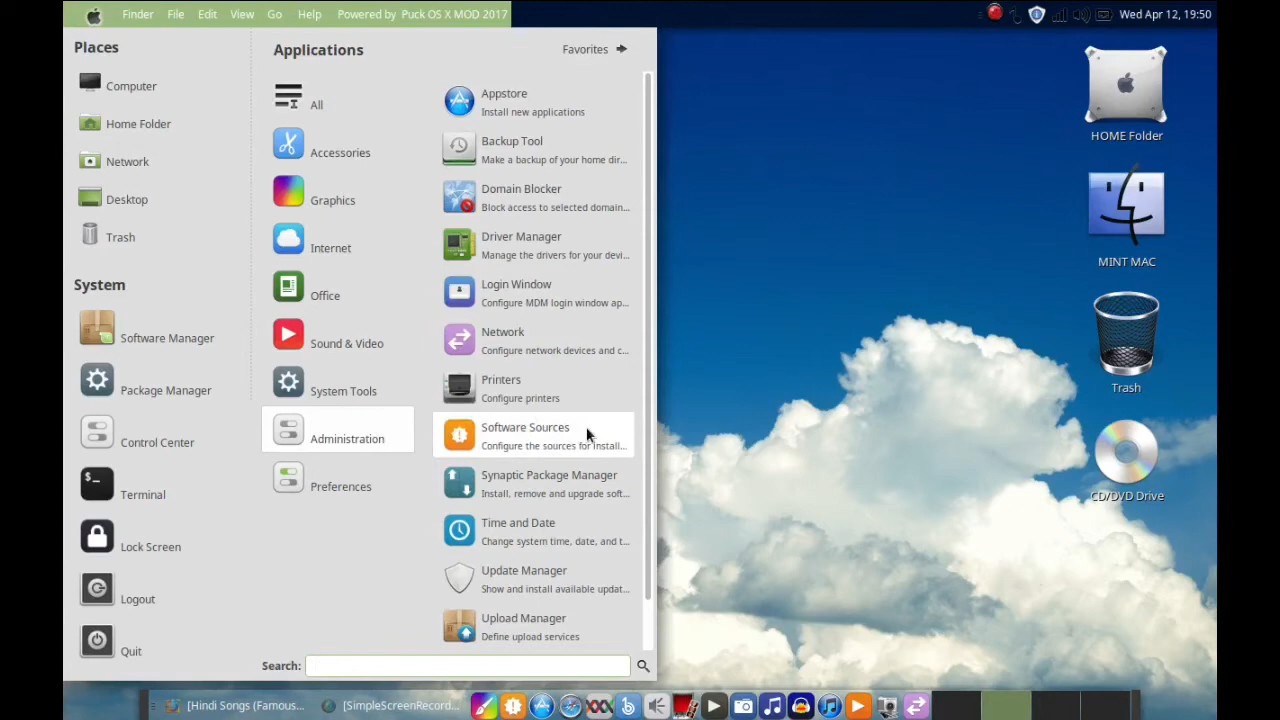 Finder File Edit View Go Help Powered by Puck OS X MOD 2017
Wed Apr 12, 19:50
Places
Computer
Home Folder
Network
Desktop
Trash
System
Software Manager
Package Manager
Control Center
Terminal
Lock Screen
Logout
Quit
Applications
Favorites
All
Accessories
Graphics
Internet
Office
Sound & Video
System Tools
Administration
Preferences
Appstore
Install new applications
Backup Tool
Make a backup of your home dir...
Domain Blocker
Block access to selected domain...
Driver Manager
Manage the drivers for your devi...
Login Window
Configure MDM login window ap...
Network
Configure network devices and c...
Printers
Configure printers
Software Sources
Configure the sources for install...
Synaptic Package Manager
Install, remove and upgrade soft...
Time and Date
Change system time, date, and t...
Update Manager
Show and install available updat...
Upload Manager
Define upload services
Search:
HOME Folder
MINT MAC
Trash
CD/DVD Drive
[Hindi Songs (Famous...
[SimpleScreenRecord...